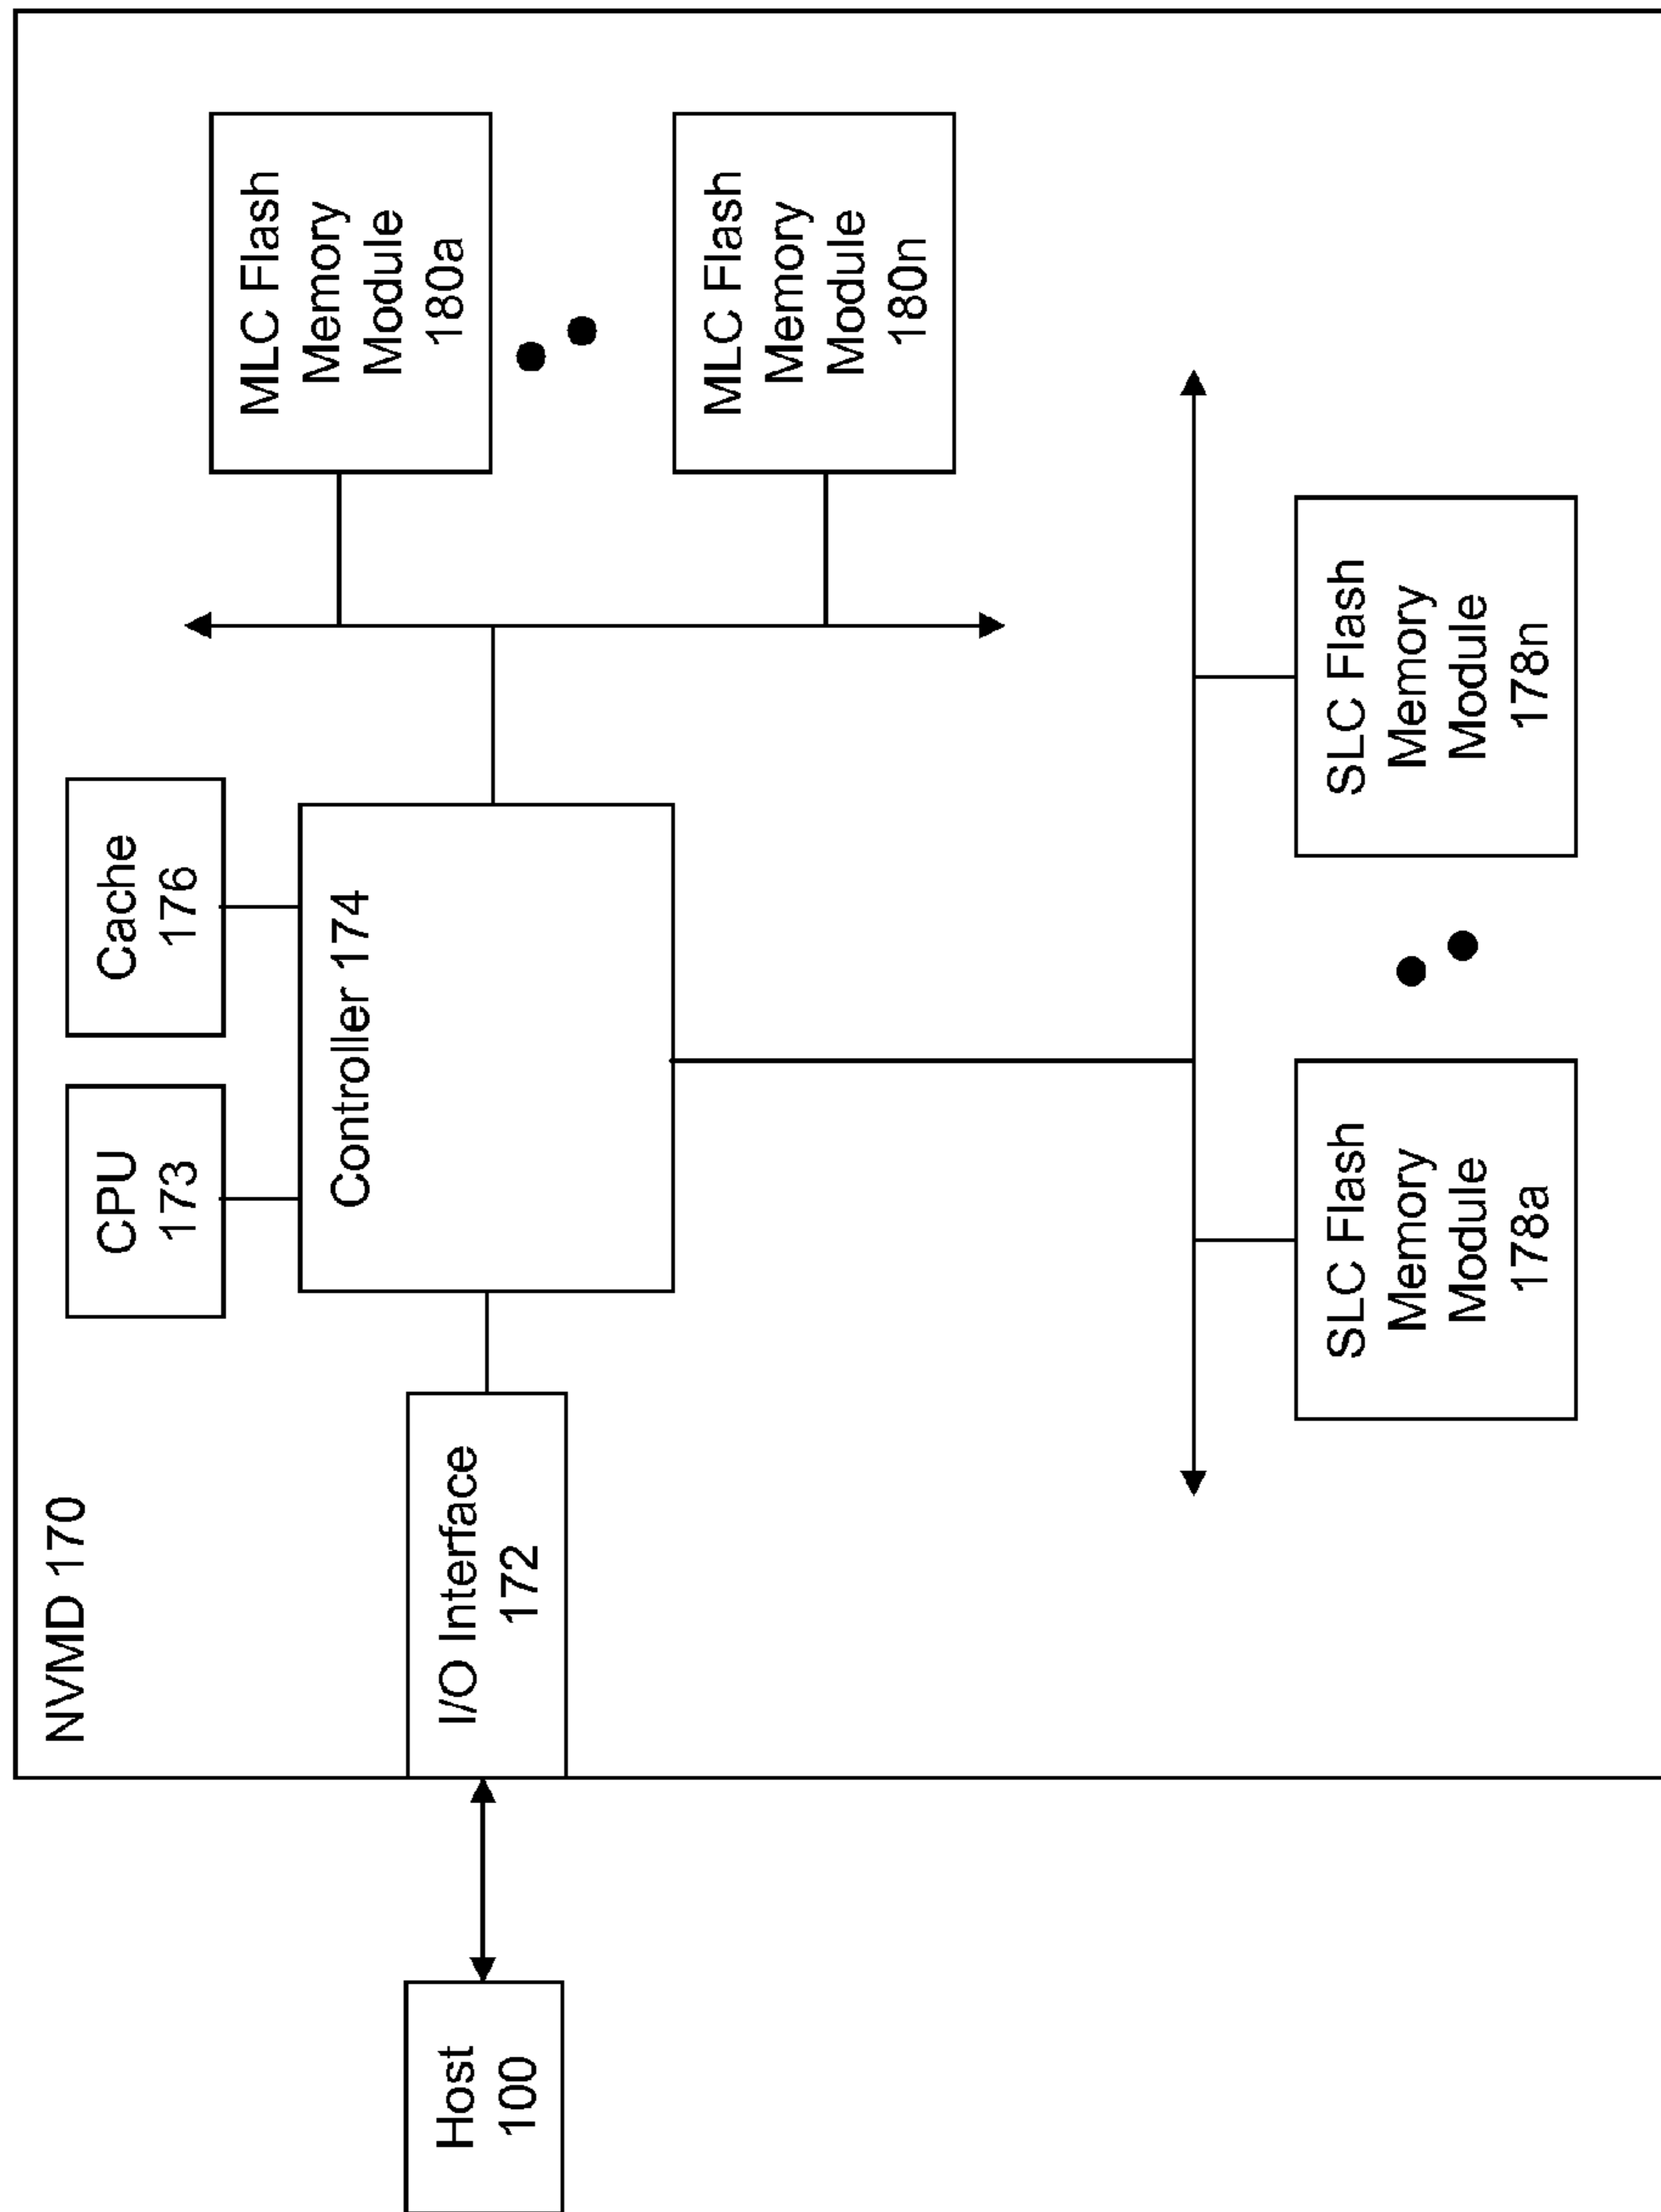 NVMD 170
CPU
173
Cache
176
Controller 174
MLC Flash
Memory
Module
180a
MLC Flash
Memory
Module
180n
Host
100
I/O Interface
172
SLC Flash
Memory
Module
178a
SLC Flash
Memory
Module
178n